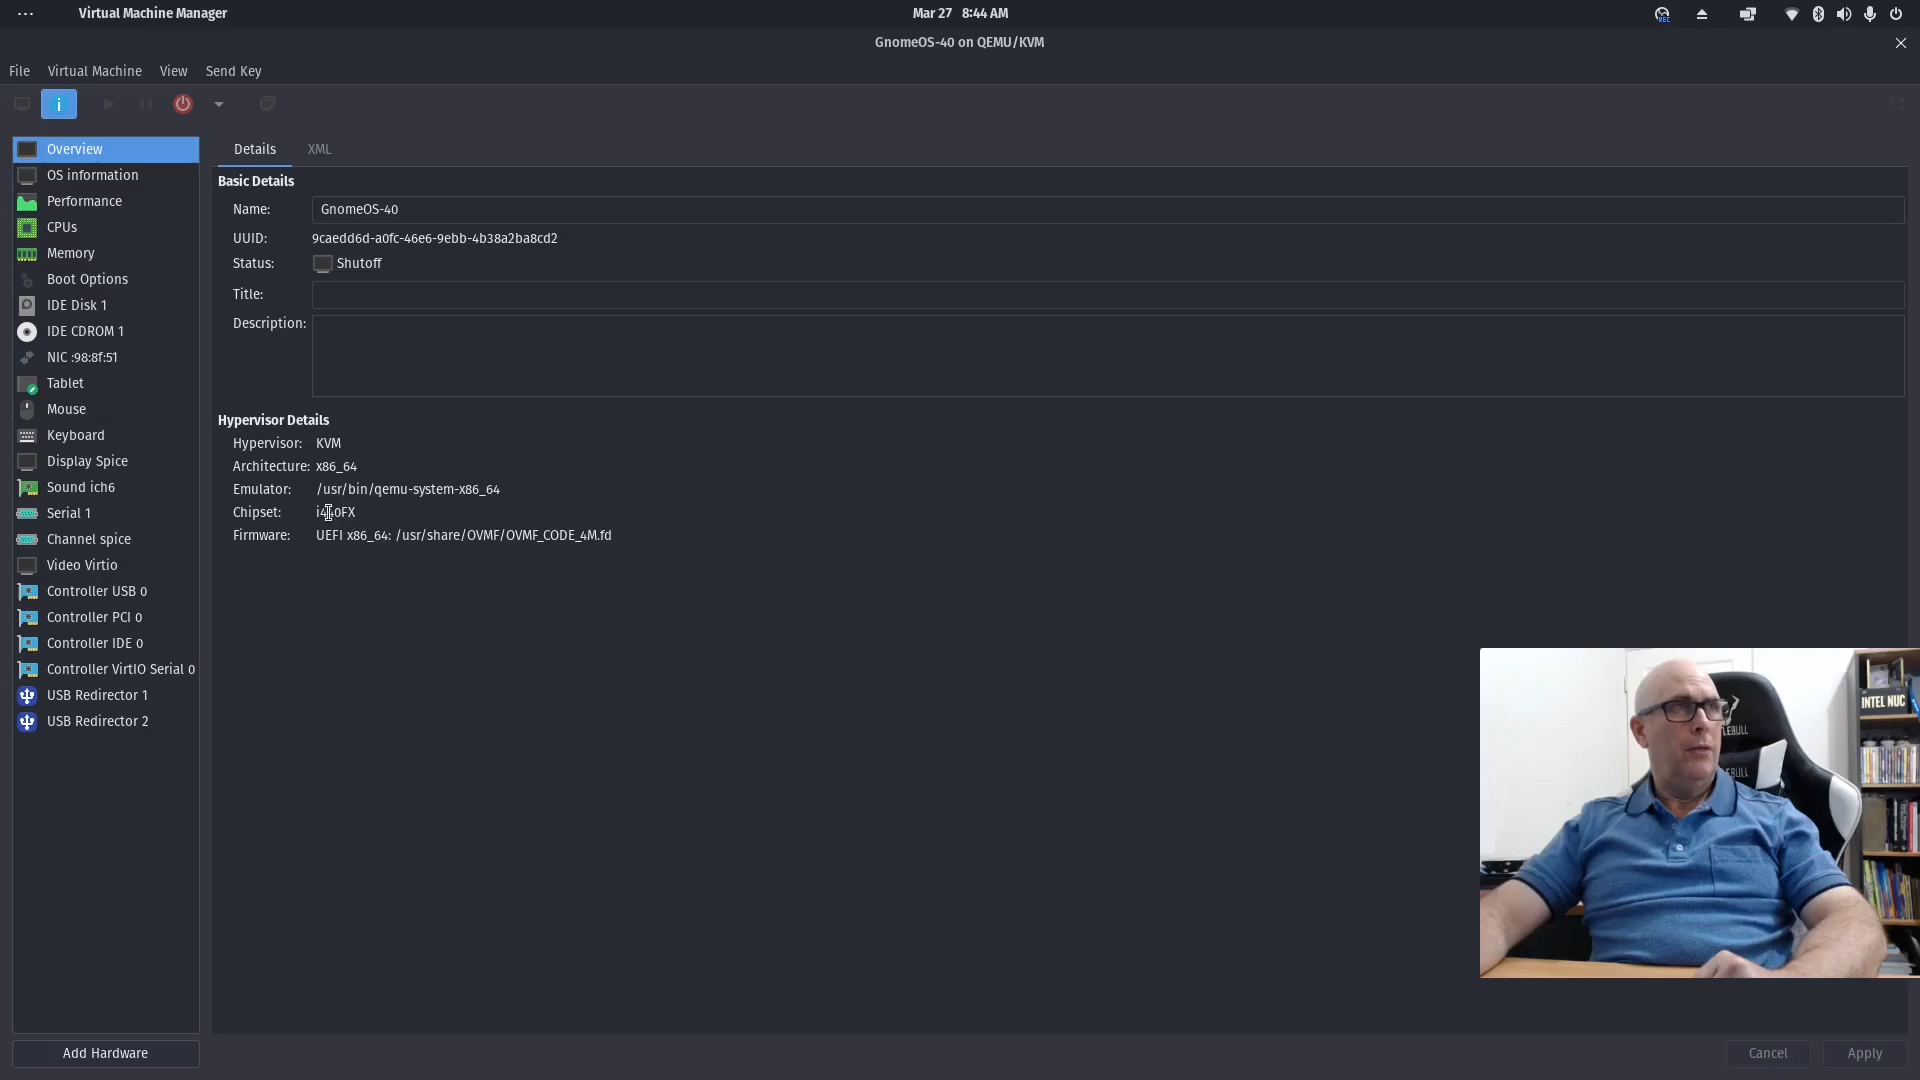 Virtual Machine Manager
Mar 27 8:44 AM
REC
GnomeOS-40 on QEMU/KVM
File Virtual Machine View Send Key
Overview
OS information
Performance
CPUs
Memory
Boot Options
IDE Disk 1
IDE CDROM 1
NIC :98:8f:51
Tablet
Mouse
Keyboard
Display Spice
Sound ich6
Serial 1
Channel spice
Video Virtio
Controller USB 0
Controller PCI 0
Controller IDE 0
Controller VirtIO Serial 0
USB Redirector 1
USB Redirector 2
Add Hardware
Details XML
Basic Details
Name: GnomeOS-40
UUID: 9caedd6d-a0fc-46e6-9ebb-4b38a2ba8cd2
Status: Shutoff
Title:
Description:
Hypervisor Details
Hypervisor: KVM
Architecture: x86_64
Emulator: /usr/bin/qemu-system-x86_64
Chipset: i440FX
Firmware: UEFI x86_64: /usr/share/OVMF/OVMF_CODE_4M.fd
INTEL NUC
Cancel Apply